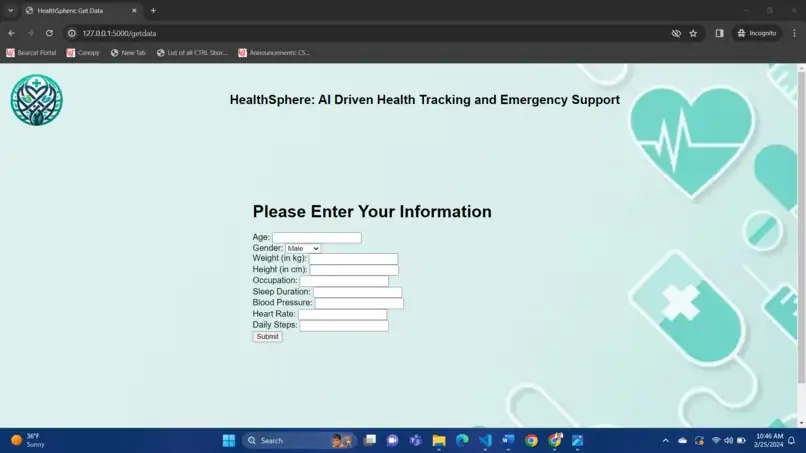 HealthSphere: Get Data
127.0.0.1:5000/getdata
Incognito
Bearcat Portal
Canopy
New Tab
List of all CTRL Shor...
Announcements: CS...
HealthSphere: AI Driven Health Tracking and Emergency Support
Please Enter Your Information
Age:
Gender: Male
Weight (in kg):
Height (in cm):
Occupation:
Sleep Duration:
Blood Pressure:
Heart Rate:
Daily Steps:
Submit
36°F
Sunny
Search
10:46 AM
2/25/2024